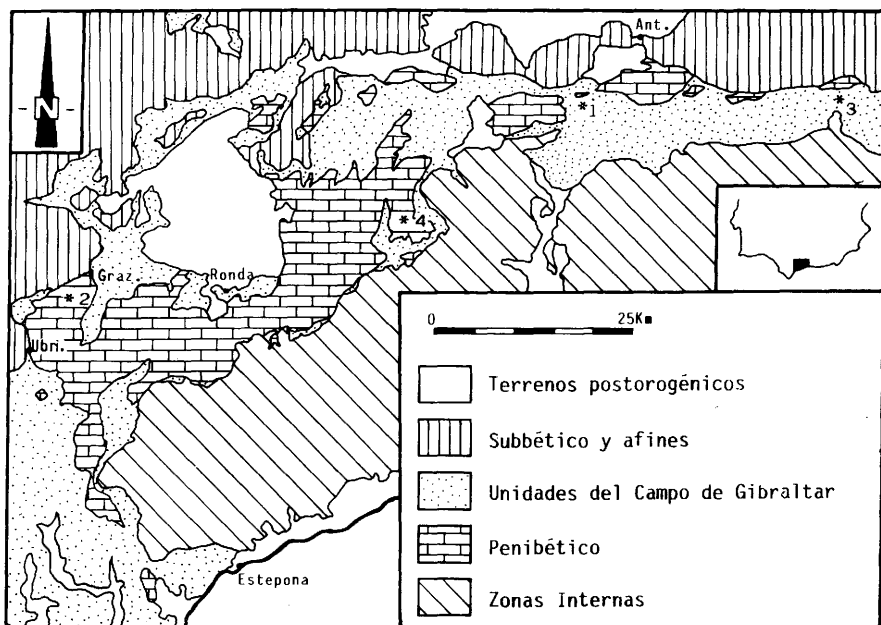 Ant.
N
* 1
* 3
* 4
Graz.
Ronda
* 2
Ubri.
0 25Km
Terrenos postorogénicos
Subbético y afines
Unidades del Campo de Gibraltar
Penibético
Estepona
Zonas Internas